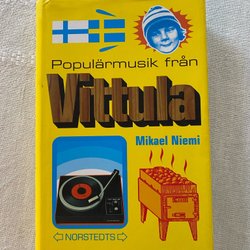 Populärmusik från
Vittula
Mikael Niemi
NORSTEDTS